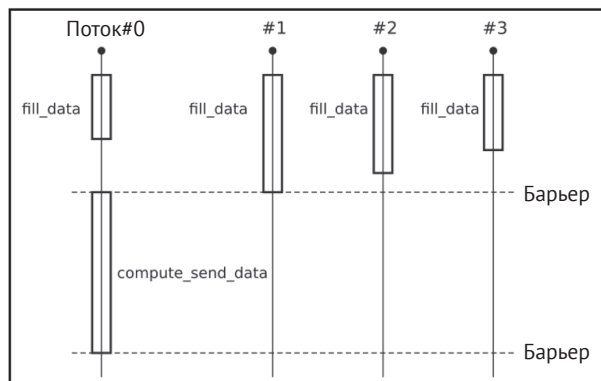 Поток#0 #1 #2 #3
fill_data fill_data fill_data fill_data
Барьер
compute_send_data
Барьер